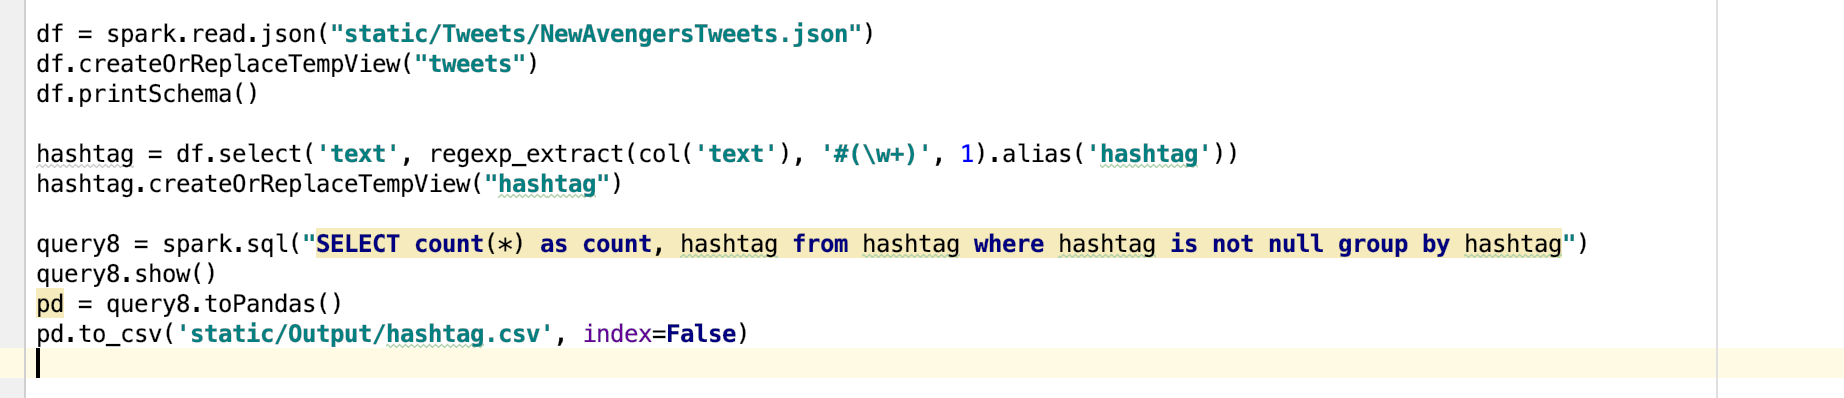 df = spark.read.json("static/Tweets/NewAvengersTweets.json")
df.createOrReplaceTempView("tweets")
df.printSchema()
hashtag = df.select('text', regexp_extract(col('text'), '#(\w+)', 1).alias('hashtag'))
hashtag.createOrReplaceTempView("hashtag")
query8 = spark.sql("SELECT count(*) as count, hashtag from hashtag where hashtag is not null group by hashtag")
query8.show()
pd = query8.toPandas()
pd.to_csv('static/Output/hashtag.csv', index=False)